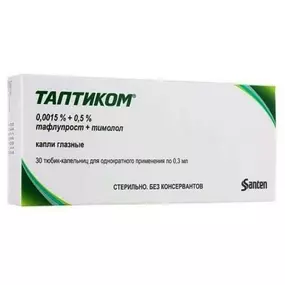 ТАПТИКОМ®
0,0015 % + 0,5 %
тафлупрост + тимолол
капли глазные
30 тюбик-капельниц для однократного применения по 0,3 мл
СТЕРИЛЬНО. БЕЗ КОНСЕРВАНТОВ
Santen